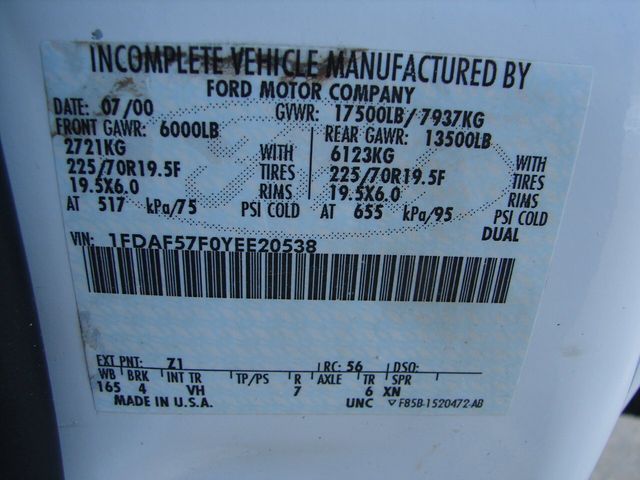 INCOMPLETE VEHICLE MANUFACTURED BY
FORD MOTOR COMPANY
DATE: 07/00 GVWR: 17500LB/7937KG
FRONT GAWR: 6000LB REAR GAWR: 13500LB
2721KG WITH 6123KG WITH
225/70R19.5F TIRES 225/70R19.5F TIRES
19.5X6.0 RIMS 19.5X6.0 RIMS
AT 517 kPa/75 PSI COLD AT 655 kPa/95 PSI COLD
DUAL
VIN: 1FDAF57F0YEE20538
EXT PNT: Z1 RC: 56 DSO:
WB BRK INT TR TP/PS R AXLE TR SPR
165 4 VH 7 6 XN
MADE IN U.S.A. UNC ▽ F85B-1520472-AB